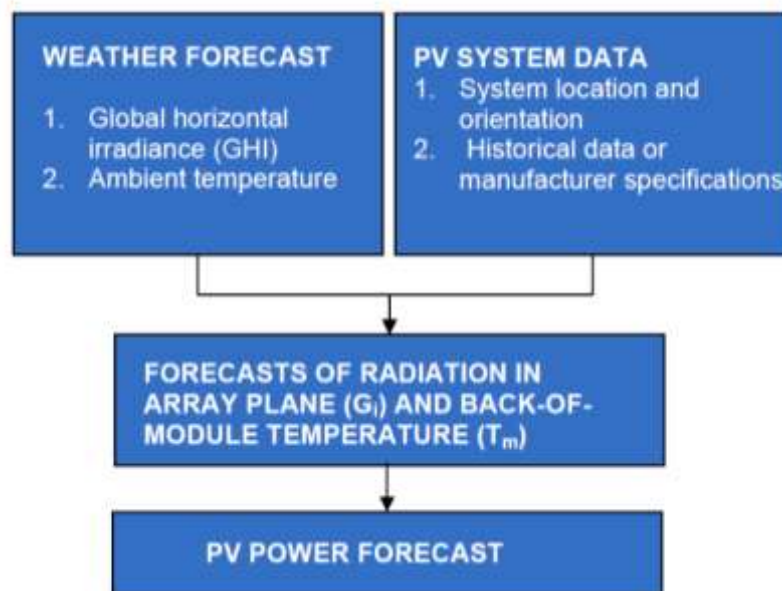 WEATHER FORECAST
1. Global horizontal
irradiance (GHI)
2. Ambient temperature
PV SYSTEM DATA
1. System location and
orientation
2. Historical data or
manufacturer specifications
FORECASTS OF RADIATION IN
ARRAY PLANE (Gᵢ) AND BACK-OF-
MODULE TEMPERATURE (Tₘ)
PV POWER FORECAST